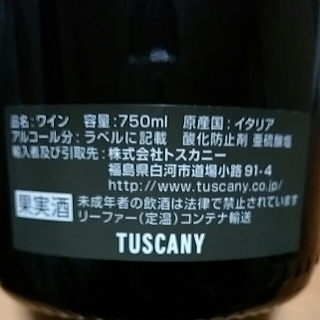 品名：ワイン 容量：750ml 原産国：イタリア
アルコール分：ラベルに記載 酸化防止剤 亜硫酸塩
輸入者及び引取先：株式会社トスカニー
福島県白河市道場小路91-4
http://www.tuscany.co.jp/
果実酒 未成年者の飲酒は法律で禁止されています
リーファー(定温)コンテナ輸送
TUSCANY